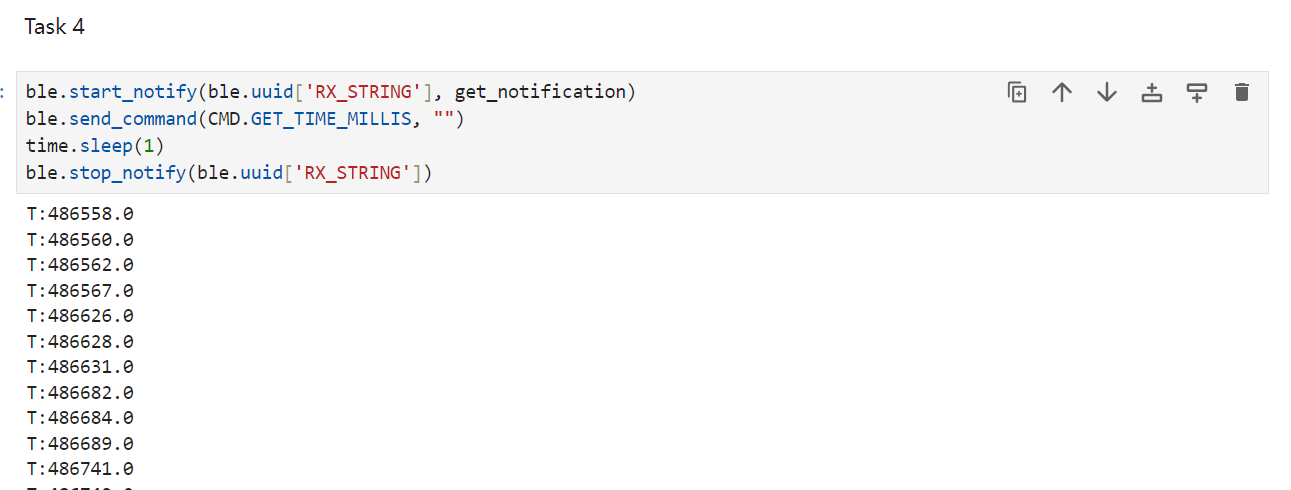 Task 4
:
ble.start_notify(ble.uuid['RX_STRING'], get_notification)
ble.send_command(CMD.GET_TIME_MILLIS, "")
time.sleep(1)
ble.stop_notify(ble.uuid['RX_STRING'])
T:486558.0
T:486560.0
T:486562.0
T:486567.0
T:486626.0
T:486628.0
T:486631.0
T:486682.0
T:486684.0
T:486689.0
T:486741.0